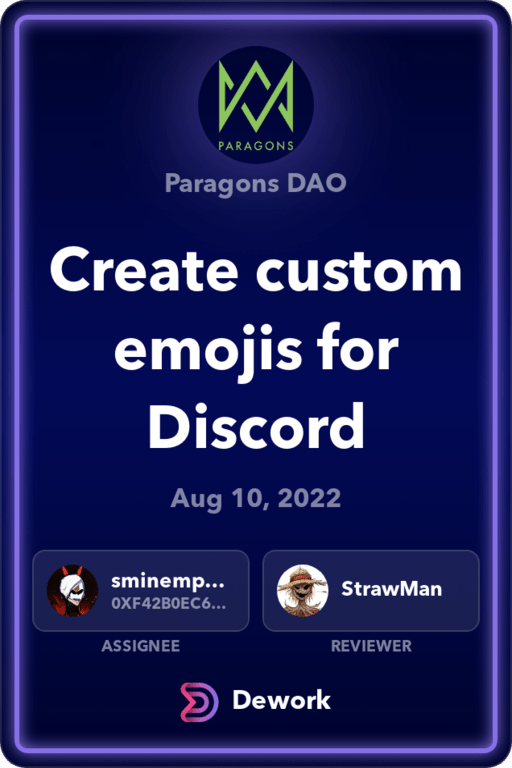 PARAGONS
Paragons DAO
Create custom
emojis for
Discord
Aug 10, 2022
sminemp...
0XF42B0EC6...
StrawMan
ASSIGNEE
REVIEWER
Dework